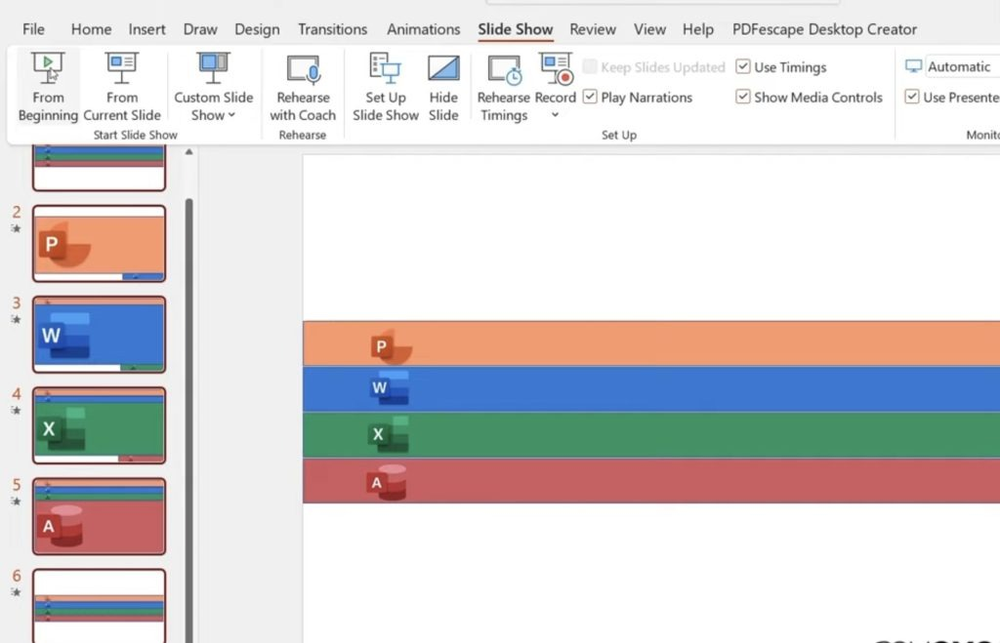 File Home Insert Draw Design Transitions Animations Slide Show Review View Help PDFescape Desktop Creator
From Beginning
From Current Slide
Custom Slide Show
Start Slide Show
Rehearse with Coach
Rehearse
Set Up Slide Show
Hide Slide
Rehearse Timings
Record
Keep Slides Updated
Play Narrations
Use Timings
Show Media Controls
Set Up
Automatic
Use Presente
Monito
2
P
3
W
4
X
5
A
6
P
W
X
A